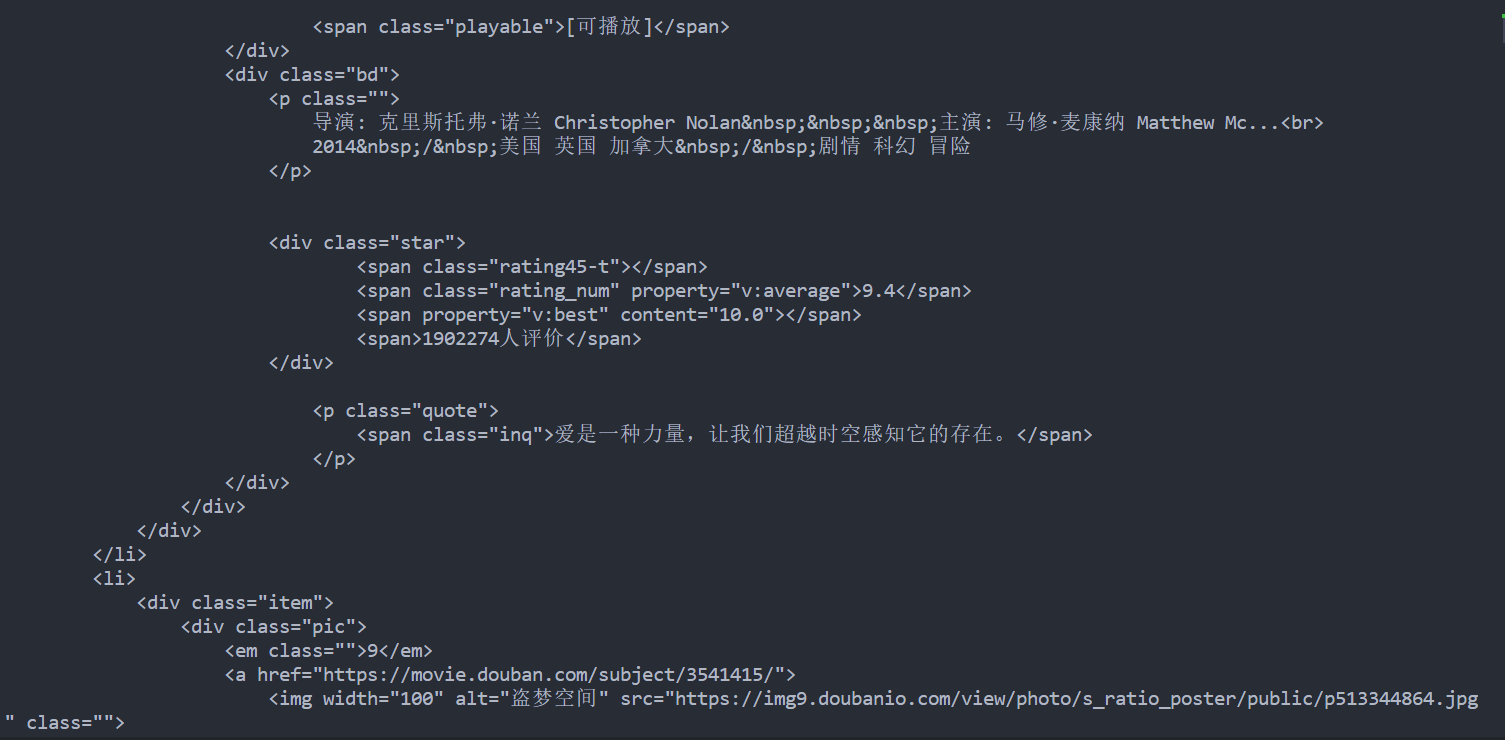 <span class="playable">[可播放]</span>
</div>
<div class="bd">
<p class="">
导演: 克里斯托弗·诺兰 Christopher Nolan&nbsp;&nbsp;&nbsp;主演: 马修·麦康纳 Matthew Mc...<br>
2014&nbsp;/&nbsp;美国 英国 加拿大&nbsp;/&nbsp;剧情 科幻 冒险
</p>
<div class="star">
<span class="rating45-t"></span>
<span class="rating_num" property="v:average">9.4</span>
<span property="v:best" content="10.0"></span>
<span>1902274人评价</span>
</div>
<p class="quote">
<span class="inq">爱是一种力量，让我们超越时空感知它的存在。</span>
</p>
</div>
</div>
</div>
</li>
<li>
<div class="item">
<div class="pic">
<em class="">9</em>
<a href="https://movie.douban.com/subject/3541415/">
<img width="100" alt="盗梦空间" src="https://img9.doubanio.com/view/photo/s_ratio_poster/public/p513344864.jpg
" class="">